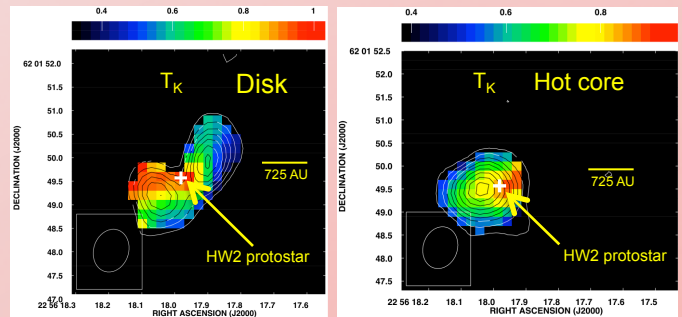 0.4 0.6 0.8 1
T_K Disk
DECLINATION (J2000)
62 01 52.0
51.5
51.0
50.5
50.0
49.5
49.0
48.5
48.0
47.5
47.0
725 AU
HW2 protostar
22 56 18.3 18.2 18.1 18.0 17.9 17.8 17.7 17.6
RIGHT ASCENSION (J2000)
0.4 0.6 0.8
T_K Hot core
DECLINATION (J2000)
62 01 52.5
52.0
51.5
51.0
50.5
50.0
49.5
49.0
48.5
48.0
47.5
725 AU
HW2 protostar
22 56 18.2 18.1 18.0 17.9 17.8 17.7 17.6 17.5
RIGHT ASCENSION (J2000)